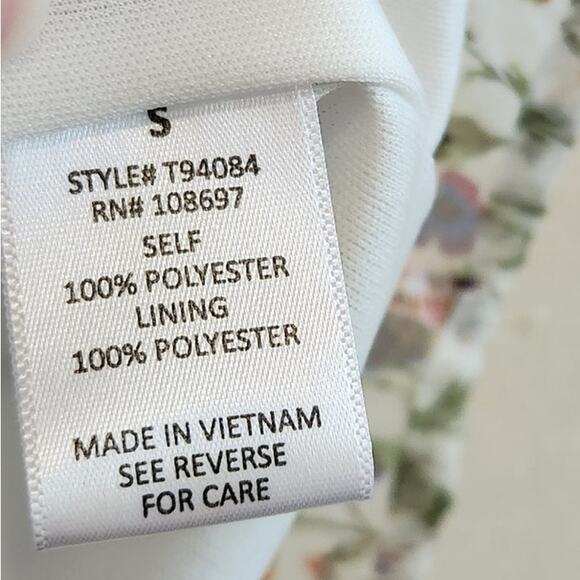 S
STYLE# T94084
RN# 108697
SELF
100% POLYESTER
LINING
100% POLYESTER
MADE IN VIETNAM
SEE REVERSE
FOR CARE